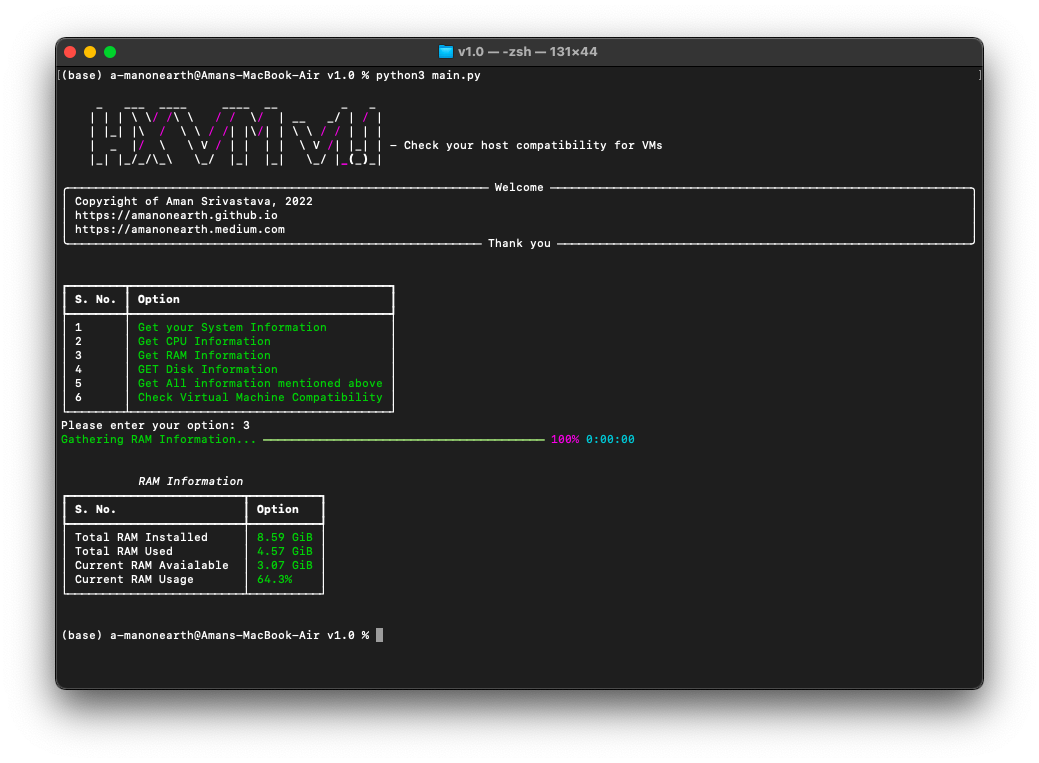 v1.0 — -zsh — 131×44
(base) a-manonearth@Amans-MacBook-Air v1.0 % python3 main.py
– Check your host compatibility for VMs
Welcome
Copyright of Aman Srivastava, 2022
https://amanonearth.github.io
https://amanonearth.medium.com
Thank you
S. No. Option
1 Get your System Information
2 Get CPU Information
3 Get RAM Information
4 GET Disk Information
5 Get All information mentioned above
6 Check Virtual Machine Compatibility
Please enter your option: 3
Gathering RAM Information... 100% 0:00:00
RAM Information
S. No. Option
Total RAM Installed 8.59 GiB
Total RAM Used 4.57 GiB
Current RAM Avaialable 3.07 GiB
Current RAM Usage 64.3%
(base) a-manonearth@Amans-MacBook-Air v1.0 %